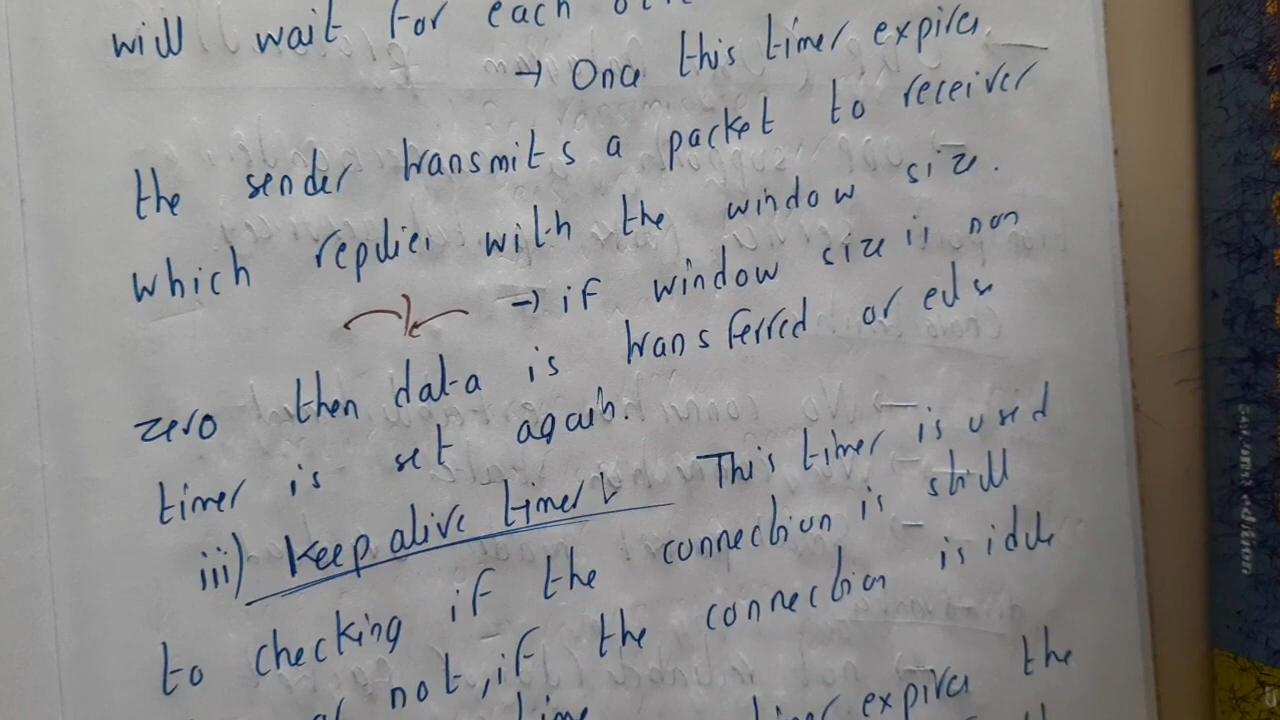 will wait for each
→ Once this timer expires
the sender transmits a packet to receiver
which replies with the window size.
→ if window size is non
zero then data is transferred or else
timer is set again.
iii) Keep alive timer: This timer is used
to checking if the connection is still
or not, if the connection is idle
time timer expires the